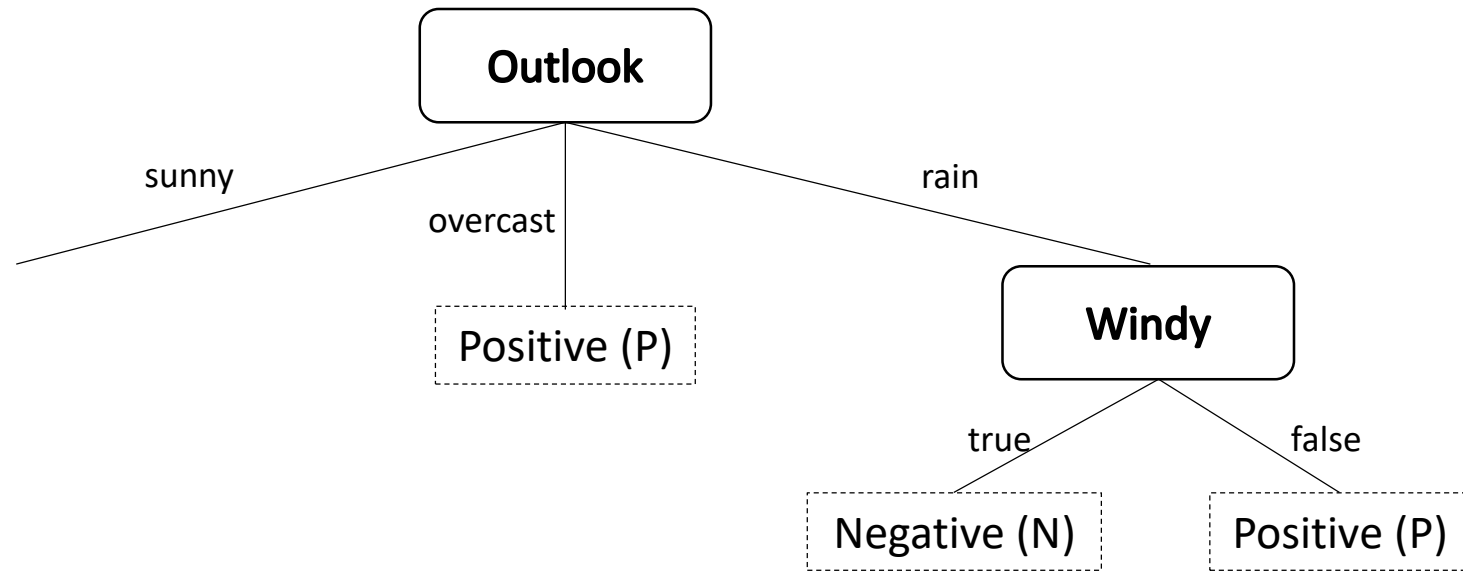 Outlook
sunny
rain
overcast
Windy
Positive (P)
true
false
Negative (N)
Positive (P)